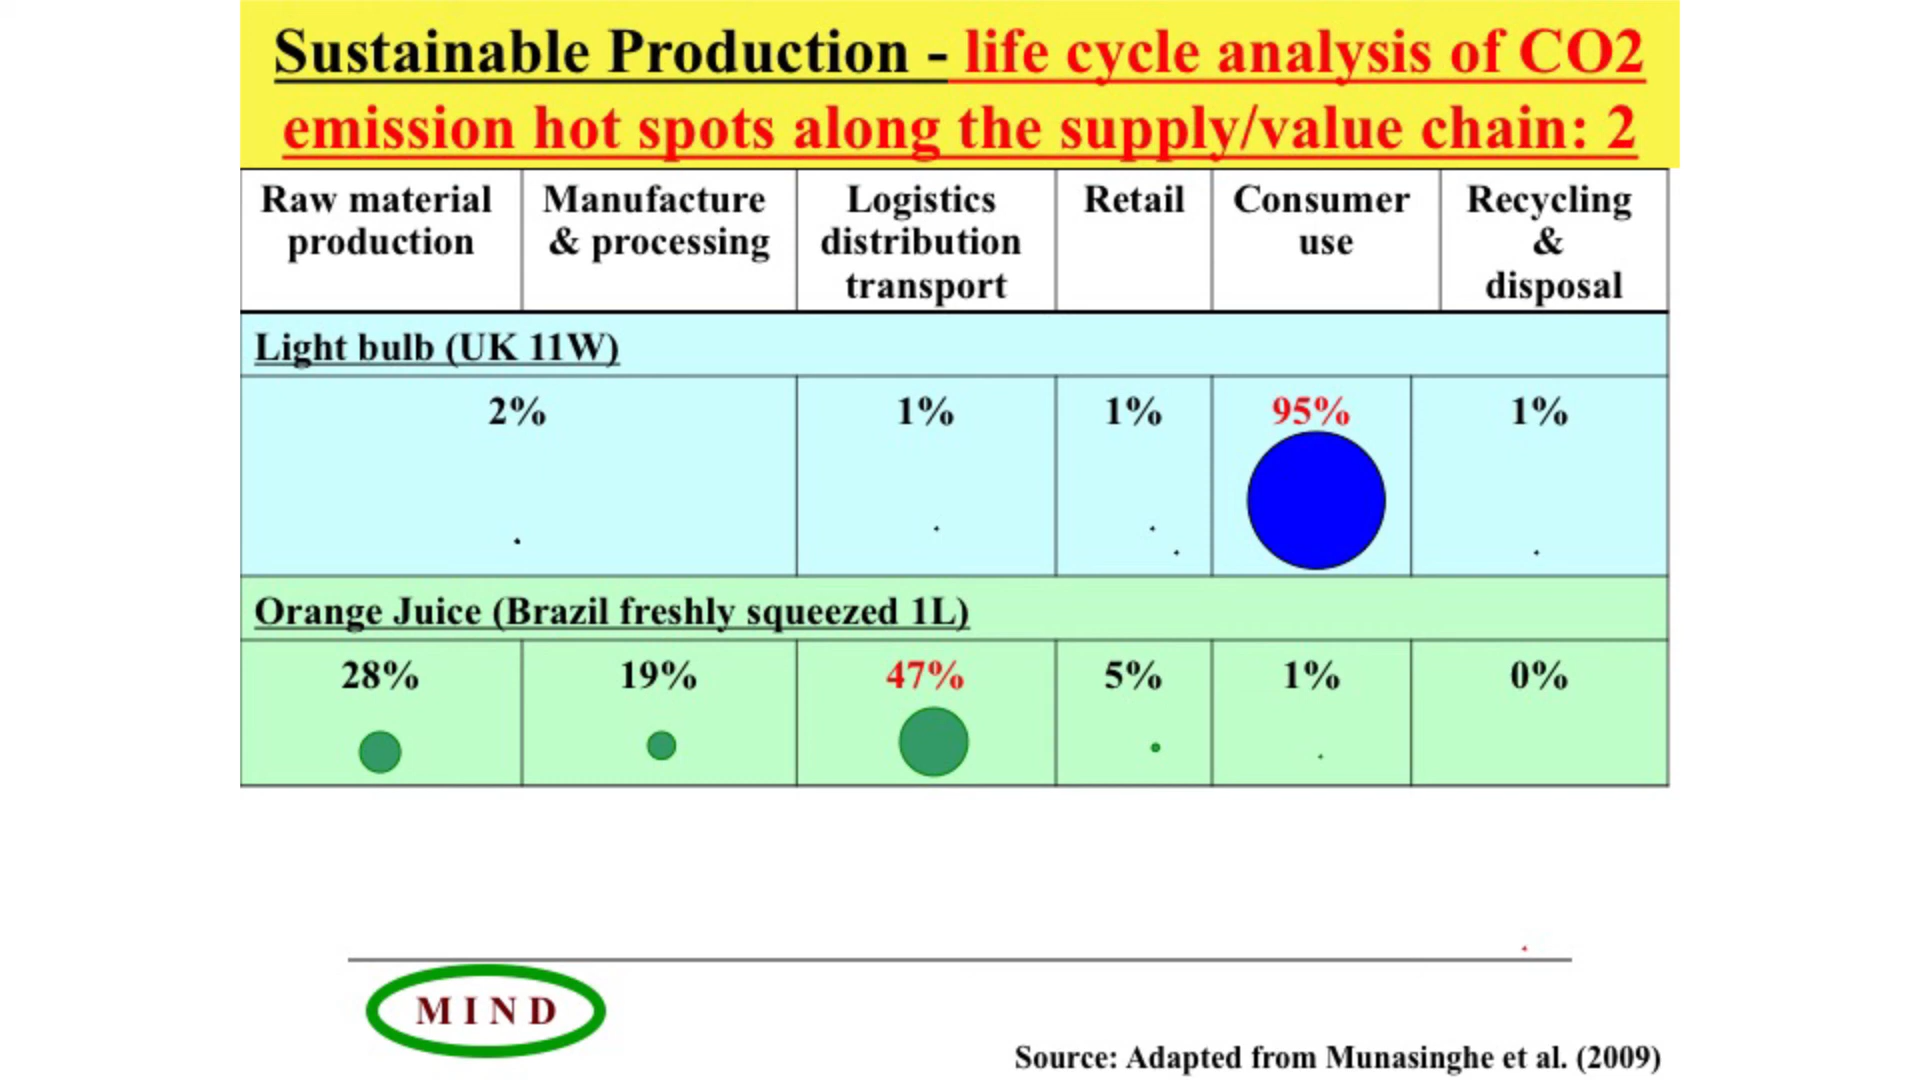 Sustainable Production - life cycle analysis of CO2
emission hot spots along the supply/value chain: 2
Raw material
production
Manufacture
& processing
Logistics
distribution
transport
Retail
Consumer
use
Recycling
&
disposal
Light bulb (UK 11W)
2%
1%
1%
95%
1%
Orange Juice (Brazil freshly squeezed 1L)
28%
19%
47%
5%
1%
0%
M I N D
Source: Adapted from Munasinghe et al. (2009)